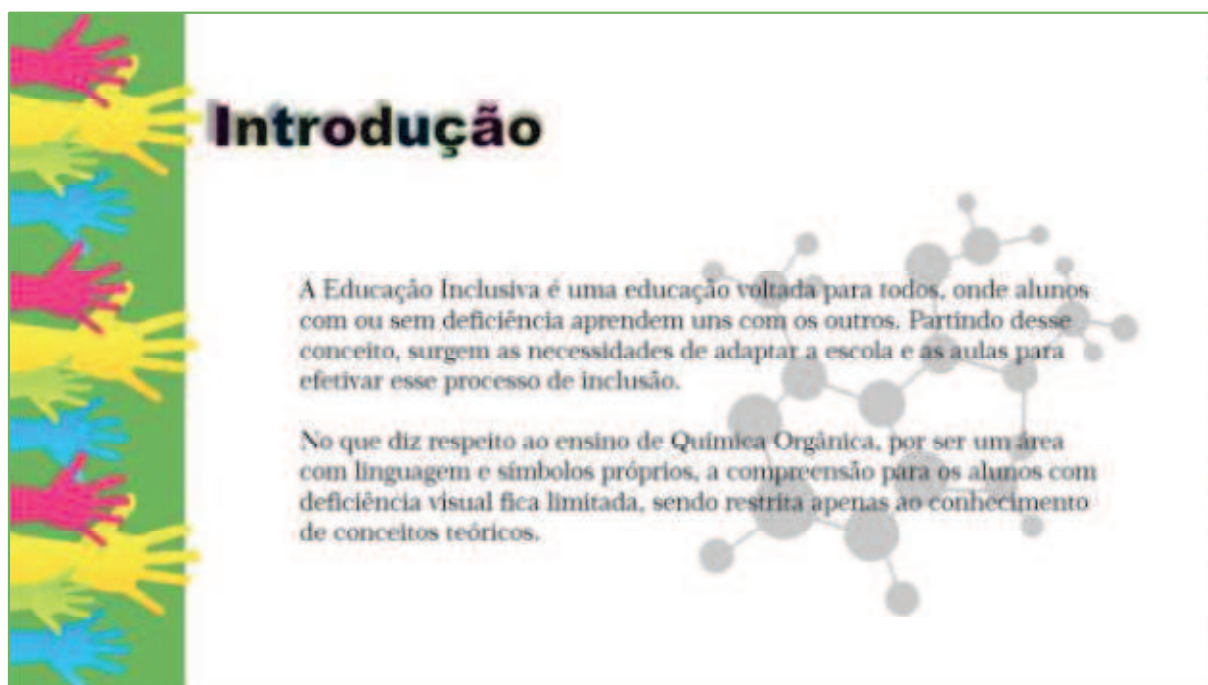 Introdução
A Educação Inclusiva é uma educação voltada para todos, onde alunos
com ou sem deficiência aprendem uns com os outros. Partindo desse
conceito, surgem as necessidades de adaptar a escola e as aulas para
efetivar esse processo de inclusão.
No que diz respeito ao ensino de Química Orgânica, por ser um área
com linguagem e símbolos próprios, a compreensão para os alunos com
deficiência visual fica limitada, sendo restrita apenas ao conhecimento
de conceitos teóricos.